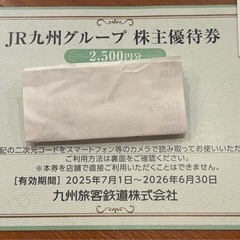 JR九州グループ 株主優待券
2,500円分
記の二次元コードをスマートフォン等のカメラで読み取ってお使いいただ
ご利用方法は裏面をご確認ください。
※本券を店舗で直接ご利用いただくことはできません。
[有効期間] 2025年7月1日～2026年6月30日
九州旅客鉄道株式会社